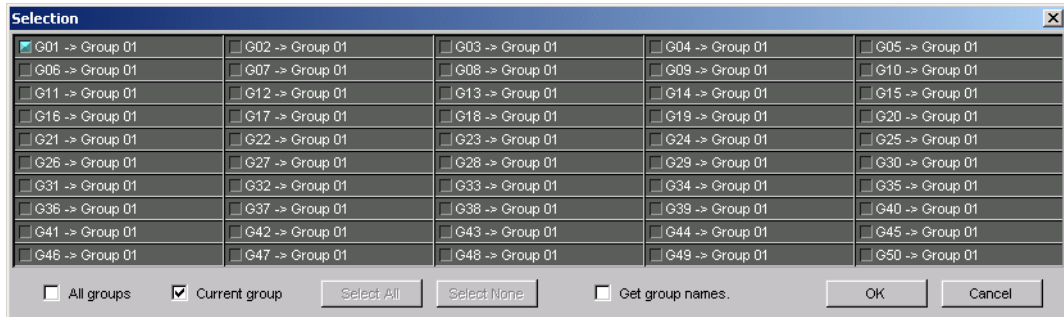 Selection
G01 -> Group 01 G02 -> Group 01 G03 -> Group 01 G04 -> Group 01 G05 -> Group 01
G06 -> Group 01 G07 -> Group 01 G08 -> Group 01 G09 -> Group 01 G10 -> Group 01
G11 -> Group 01 G12 -> Group 01 G13 -> Group 01 G14 -> Group 01 G15 -> Group 01
G16 -> Group 01 G17 -> Group 01 G18 -> Group 01 G19 -> Group 01 G20 -> Group 01
G21 -> Group 01 G22 -> Group 01 G23 -> Group 01 G24 -> Group 01 G25 -> Group 01
G26 -> Group 01 G27 -> Group 01 G28 -> Group 01 G29 -> Group 01 G30 -> Group 01
G31 -> Group 01 G32 -> Group 01 G33 -> Group 01 G34 -> Group 01 G35 -> Group 01
G36 -> Group 01 G37 -> Group 01 G38 -> Group 01 G39 -> Group 01 G40 -> Group 01
G41 -> Group 01 G42 -> Group 01 G43 -> Group 01 G44 -> Group 01 G45 -> Group 01
G46 -> Group 01 G47 -> Group 01 G48 -> Group 01 G49 -> Group 01 G50 -> Group 01
All groups Current group Select All Select None Get group names. OK Cancel